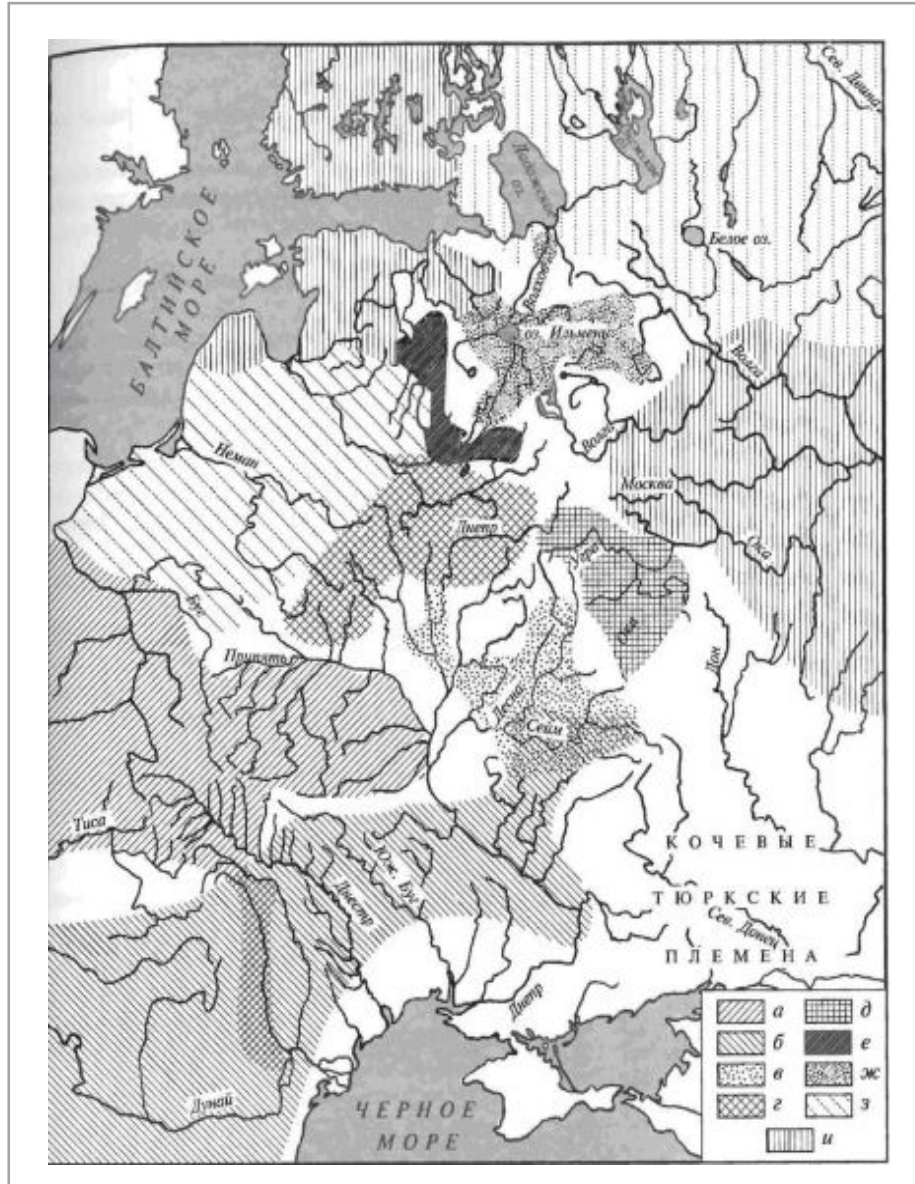 Сев. Двина
Ладожское
оз.
Белое оз.
БАЛТИЙСКОЕ
МОРЕ
Волхов
оз. Ильмень
Волга
Волга
Неман
Москва
Днепр
Ока
Угра
Буг
Ока
Дон
Припять
Десна
Сейм
Тиса
КОЧЕВЫЕ
Юж. Буг
Днестр
ТЮРКСКИЕ
Сев. Донец
ПЛЕМЕНА
Днепр
Дунай
ЧЕРНОЕ
МОРЕ
а
д
б
е
в
ж
г
з
и